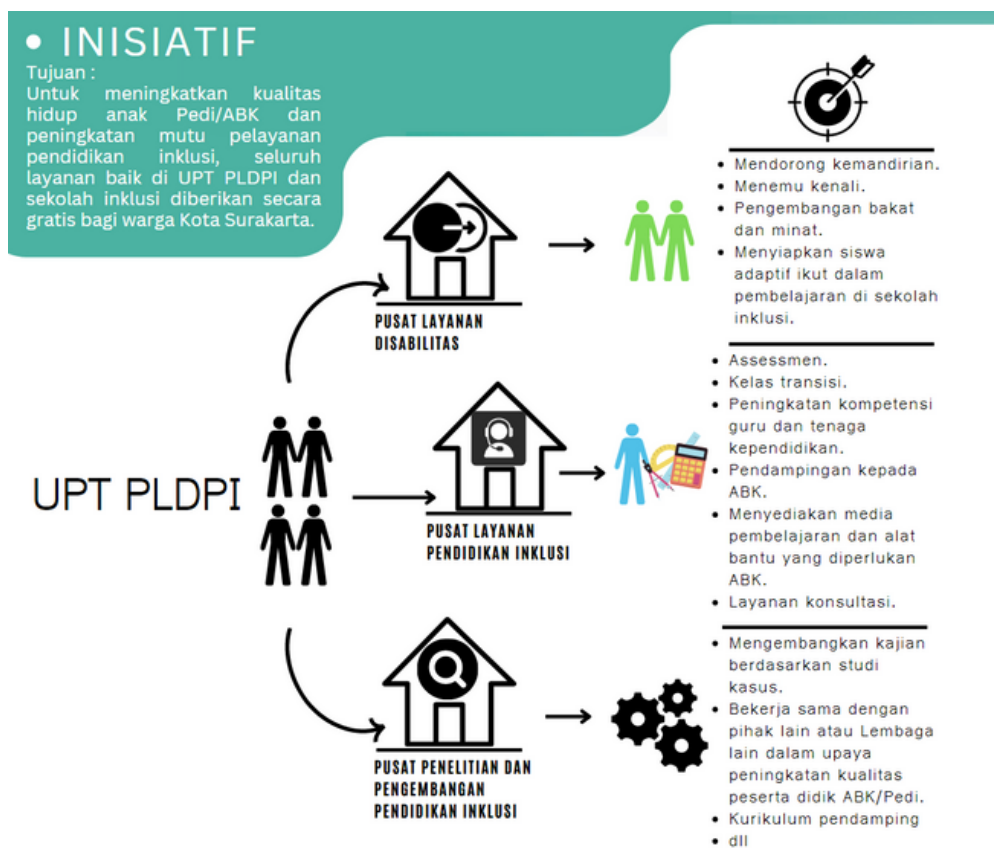 • INISIATIF
Tujuan :
Untuk meningkatkan kualitas
hidup anak Pedi/ABK dan
peningkatan mutu pelayanan
pendidikan inklusi, seluruh
layanan baik di UPT PLDPI dan
sekolah inklusi diberikan secara
gratis bagi warga Kota Surakarta.
UPT PLDPI
PUSAT LAYANAN
DISABILITAS
• Mendorong kemandirian.
• Menemu kenali.
• Pengembangan bakat
dan minat.
• Menyiapkan siswa
adaptif ikut dalam
pembelajaran di sekolah
inklusi.
PUSAT LAYANAN
PENDIDIKAN INKLUSI
• Assessmen.
• Kelas transisi.
• Peningkatan kompetensi
guru dan tenaga
kependidikan.
• Pendampingan kepada
ABK.
• Menyediakan media
pembelajaran dan alat
bantu yang diperlukan
ABK.
• Layanan konsultasi.
PUSAT PENELITIAN DAN
PENGEMBANGAN
PENDIDIKAN INKLUSI
• Mengembangkan kajian
berdasarkan studi
kasus.
• Bekerja sama dengan
pihak lain atau Lembaga
lain dalam upaya
peningkatan kualitas
peserta didik ABK/Pedi.
• Kurikulum pendamping
• dll